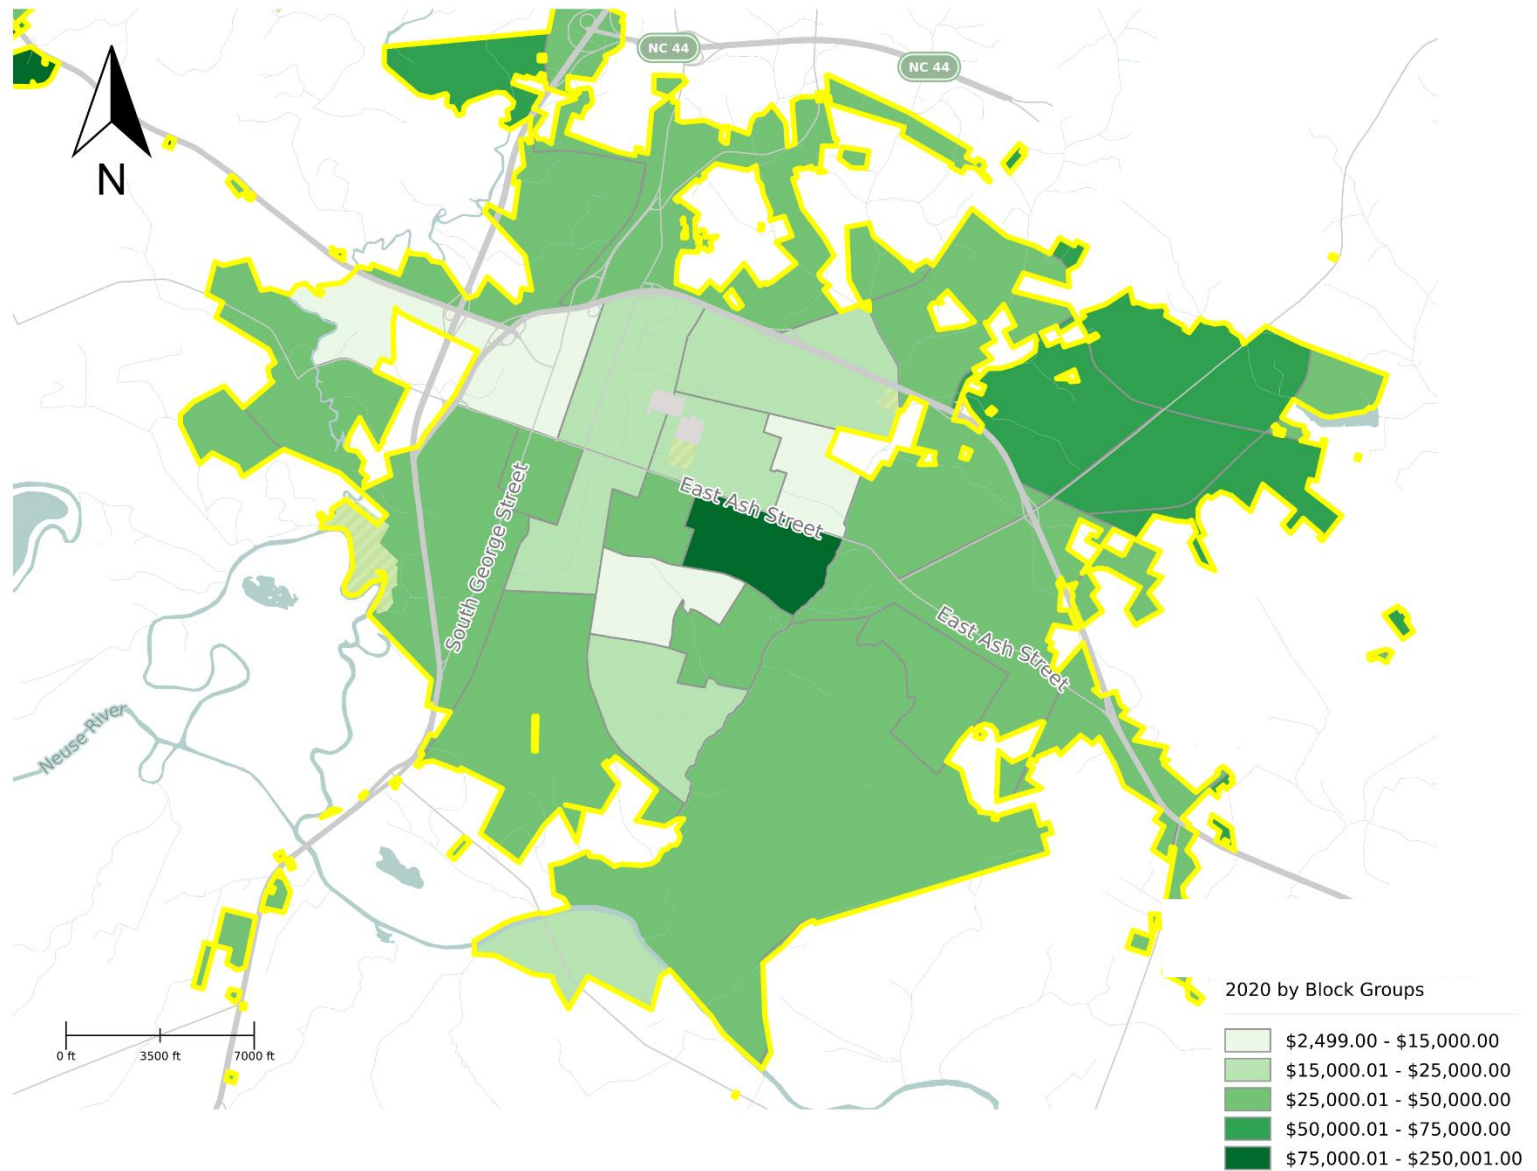 NC 44
NC 44
N
East Ash Street
South George Street
East Ash Street
Neuse River
0 ft
3500 ft
7000 ft
2020 by Block Groups
$2,499.00 - $15,000.00
$15,000.01 - $25,000.00
$25,000.01 - $50,000.00
$50,000.01 - $75,000.00
$75,000.01 - $250,001.00